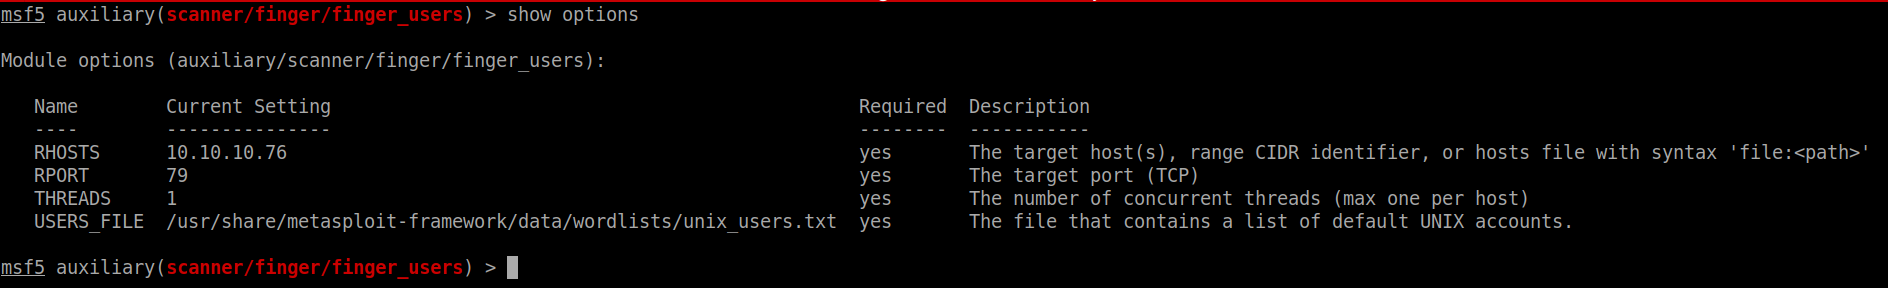 msf5 auxiliary(scanner/finger/finger_users) > show options
Module options (auxiliary/scanner/finger/finger_users):
Name Current Setting Required Description
---- --------------- -------- -----------
RHOSTS 10.10.10.76 yes The target host(s), range CIDR identifier, or hosts file with syntax 'file:<path>'
RPORT 79 yes The target port (TCP)
THREADS 1 yes The number of concurrent threads (max one per host)
USERS_FILE /usr/share/metasploit-framework/data/wordlists/unix_users.txt yes The file that contains a list of default UNIX accounts.
msf5 auxiliary(scanner/finger/finger_users) >